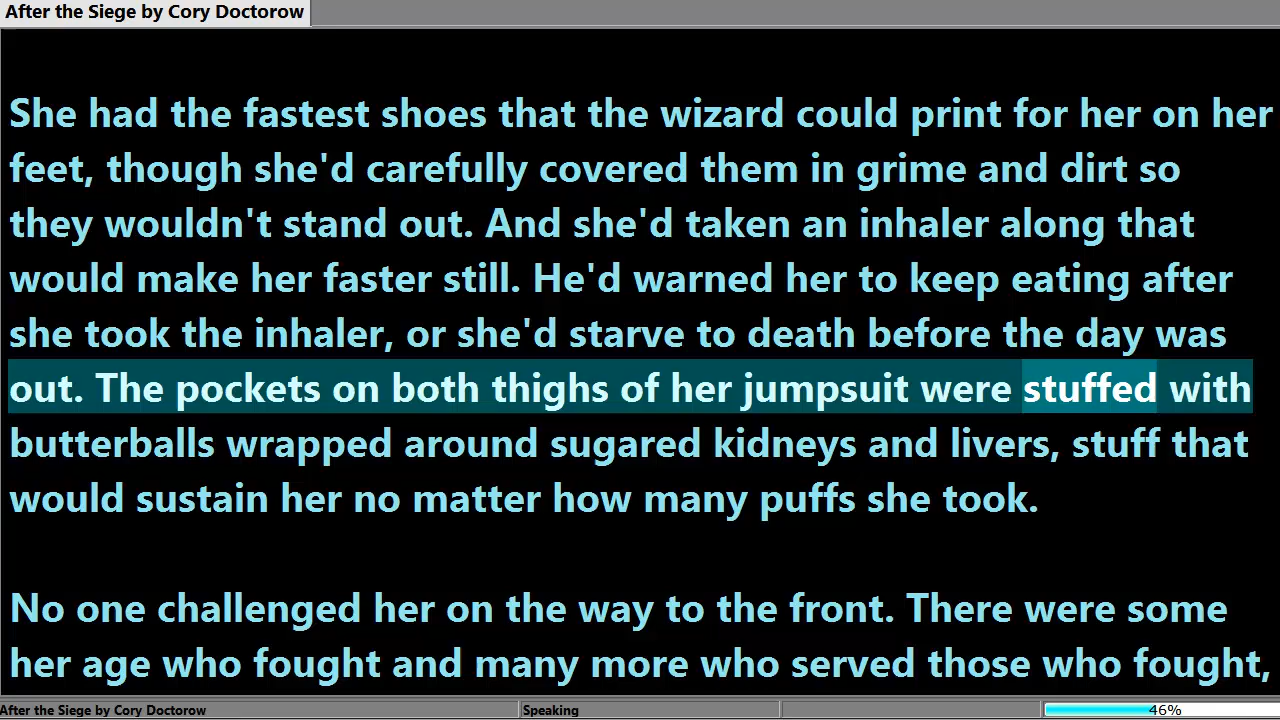 After the Siege by Cory Doctorow
She had the fastest shoes that the wizard could print for her on her
feet, though she'd carefully covered them in grime and dirt so
they wouldn't stand out. And she'd taken an inhaler along that
would make her faster still. He'd warned her to keep eating after
she took the inhaler, or she'd starve to death before the day was
out. The pockets on both thighs of her jumpsuit were stuffed with
butterballs wrapped around sugared kidneys and livers, stuff that
would sustain her no matter how many puffs she took.
No one challenged her on the way to the front. There were some
her age who fought and many more who served those who fought,
After the Siege by Cory Doctorow
Speaking
46%